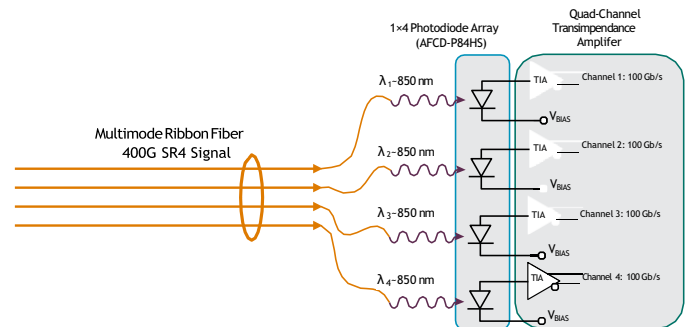 Quad-Channel
Transimpendance
Amplifer
1×4 Photodiode Array
(AFCD-P84HS)
Multimode Ribbon Fiber
400G SR4 Signal
λ1-850 nm
TIA
Channel 1: 100 Gb/s
VBIAS
λ2-850 nm
TIA
Channel 2: 100 Gb/s
VBIAS
λ3-850 nm
TIA
Channel 3: 100 Gb/s
VBIAS
λ4-850 nm
TIA
Channel 4: 100 Gb/s
VBIAS